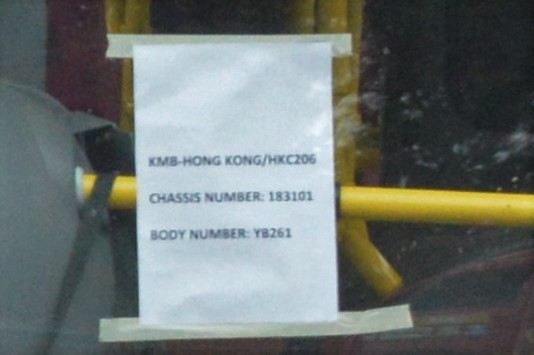 KMB-HONG KONG/HKC206
CHASSIS NUMBER: 183101
BODY NUMBER: YB261